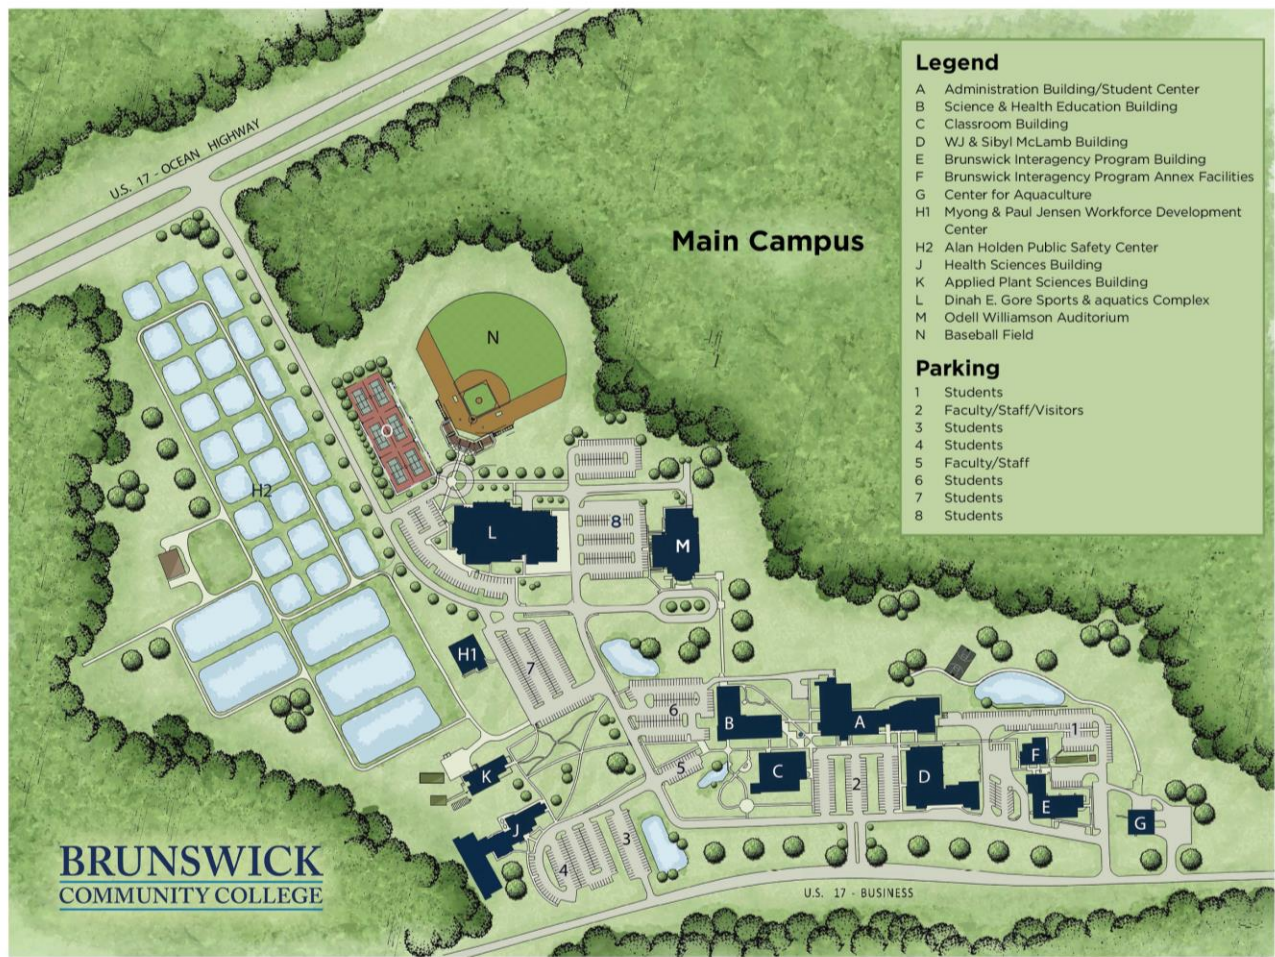 U.S. 17 - OCEAN HIGHWAY
Main Campus
Legend
A Administration Building/Student Center
B Science & Health Education Building
C Classroom Building
D WJ & Sibyl McLamb Building
E Brunswick Interagency Program Building
F Brunswick Interagency Program Annex Facilities
G Center for Aquaculture
H1 Myong & Paul Jensen Workforce Development
Center
H2 Alan Holden Public Safety Center
J Health Sciences Building
K Applied Plant Sciences Building
L Dinah E. Gore Sports & aquatics Complex
M Odell Williamson Auditorium
N Baseball Field
Parking
1 Students
2 Faculty/Staff/Visitors
3 Students
4 Students
5 Faculty/Staff
6 Students
7 Students
8 Students
N
O
H2
L
8
M
H1
7
6
B
A
1
5
C
2
D
F
E
K
G
J
3
4
BRUNSWICK
COMMUNITY COLLEGE
U.S. 17 - BUSINESS